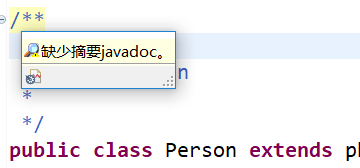 /**
缺少摘要javadoc。
n
*
*/
public class Person extends